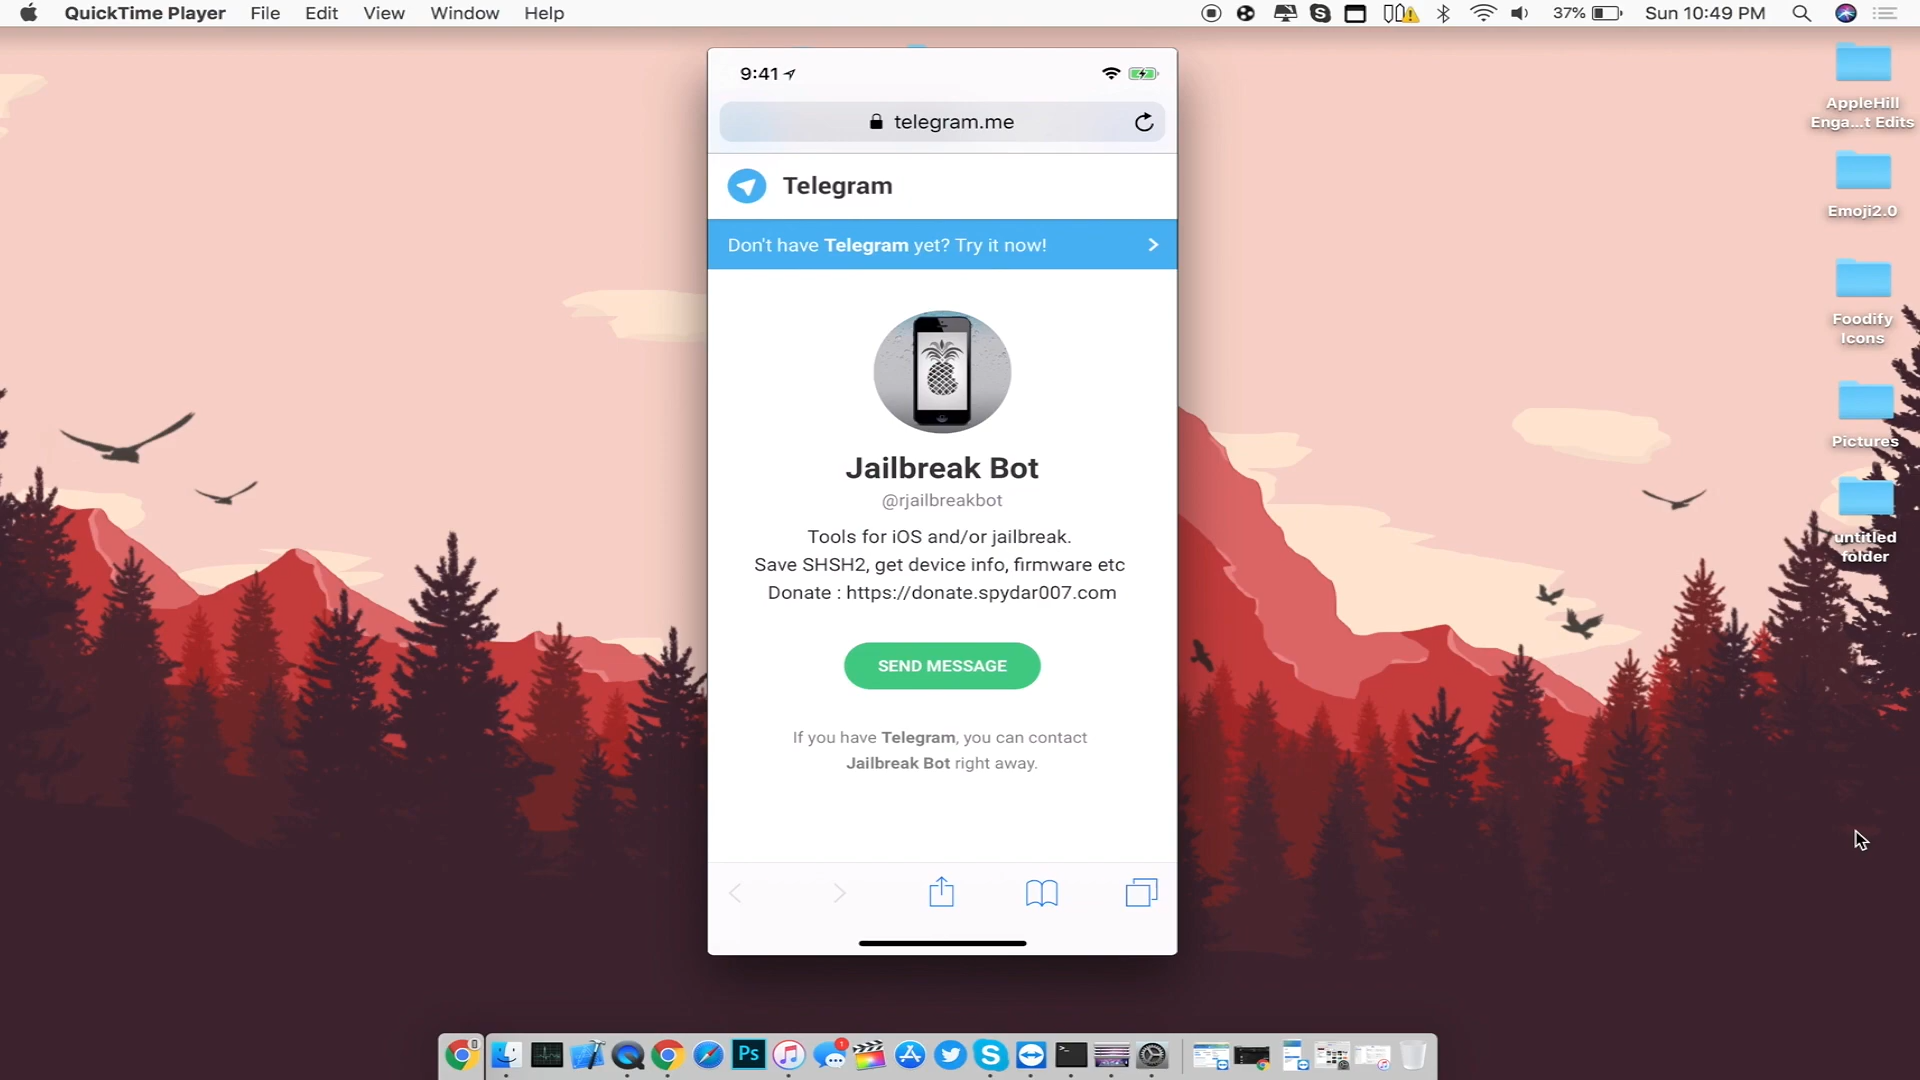 QuickTime Player File Edit View Window Help
37% Sun 10:49 PM
9:41
telegram.me
Telegram
Don't have Telegram yet? Try it now!
Jailbreak Bot
@rjailbreakbot
Tools for iOS and/or jailbreak.
Save SHSH2, get device info, firmware etc
Donate : https://donate.spydar007.com
SEND MESSAGE
If you have Telegram, you can contact
Jailbreak Bot right away.
AppleHill
Enga...t Edits
Emoji2.0
Foodify
Icons
Pictures
untitled
folder
Ps
1